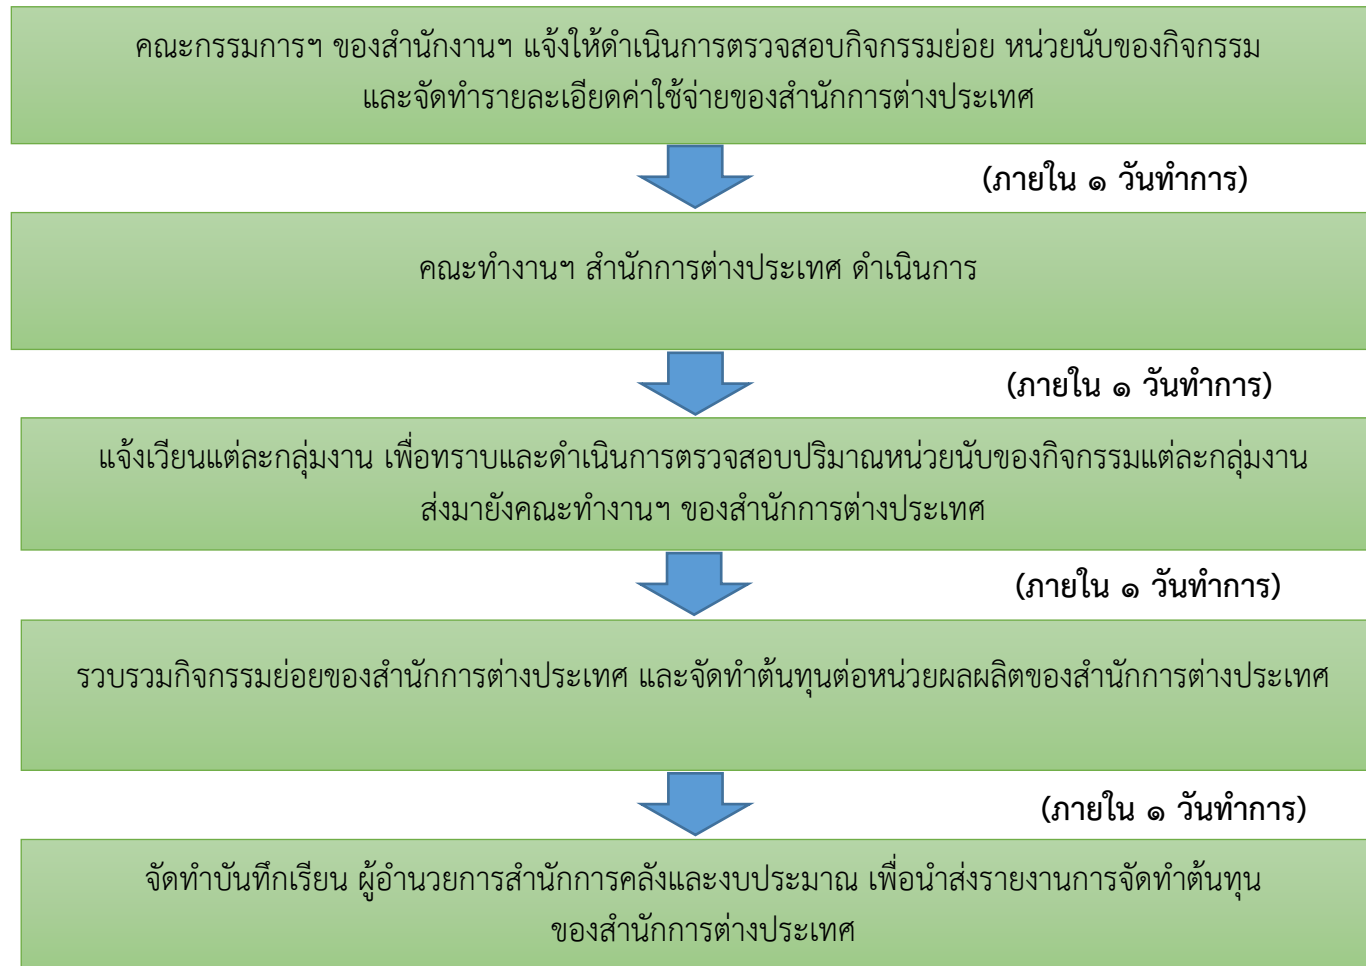 คณะกรรมการฯ ของสำนักงานฯ แจ้งให้ดำเนินการตรวจสอบกิจกรรมย่อย หน่วยนับของกิจกรรม
และจัดทำรายละเอียดค่าใช้จ่ายของสำนักการต่างประเทศ
(ภายใน ๑ วันทำการ)
คณะทำงานฯ สำนักการต่างประเทศ ดำเนินการ
(ภายใน ๑ วันทำการ)
แจ้งเวียนแต่ละกลุ่มงาน เพื่อทราบและดำเนินการตรวจสอบปริมาณหน่วยนับของกิจกรรมแต่ละกลุ่มงาน
ส่งมายังคณะทำงานฯ ของสำนักการต่างประเทศ
(ภายใน ๑ วันทำการ)
รวบรวมกิจกรรมย่อยของสำนักการต่างประเทศ และจัดทำต้นทุนต่อหน่วยผลผลิตของสำนักการต่างประเทศ
(ภายใน ๑ วันทำการ)
จัดทำบันทึกเรียน ผู้อำนวยการสำนักการคลังและงบประมาณ เพื่อนำส่งรายงานการจัดทำต้นทุน
ของสำนักการต่างประเทศ